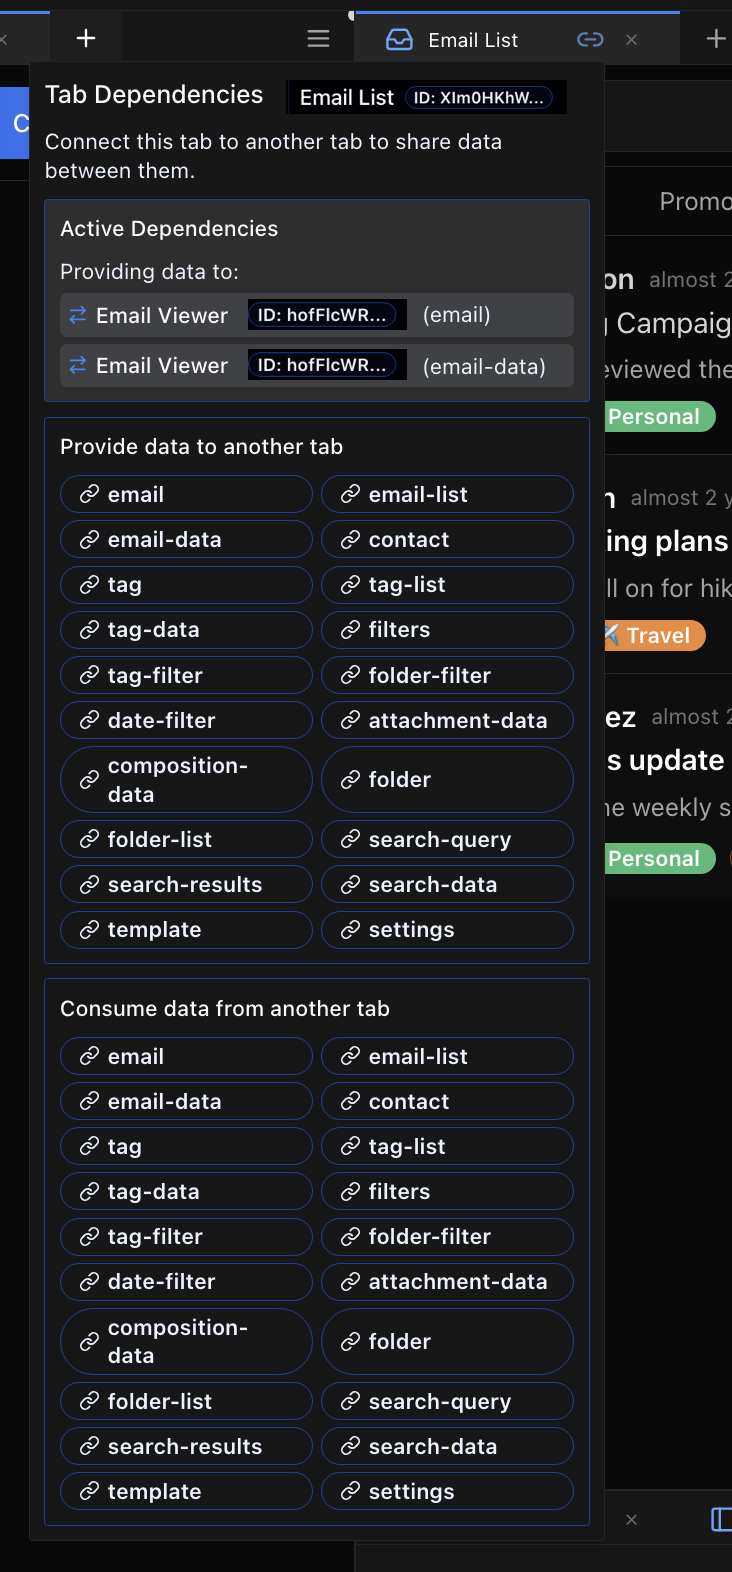 Email List
Tab Dependencies Email List ID: XIm0HKhW...
Connect this tab to another tab to share data
between them.
Active Dependencies
Providing data to:
Email Viewer ID: hofFlcWR... (email)
Email Viewer ID: hofFlcWR... (email-data)
Provide data to another tab
email email-list
email-data contact
tag tag-list
tag-data filters
tag-filter folder-filter
date-filter attachment-data
composition-
data
folder
folder-list search-query
search-results search-data
template settings
Consume data from another tab
email email-list
email-data contact
tag tag-list
tag-data filters
tag-filter folder-filter
date-filter attachment-data
composition-
data
folder
folder-list search-query
search-results search-data
template settings
Promo
on almost 2
g Campaig
eviewed the
Personal
n almost 2 y
ing plans
ll on for hik
Travel
ez almost 2
s update
ne weekly s
Personal